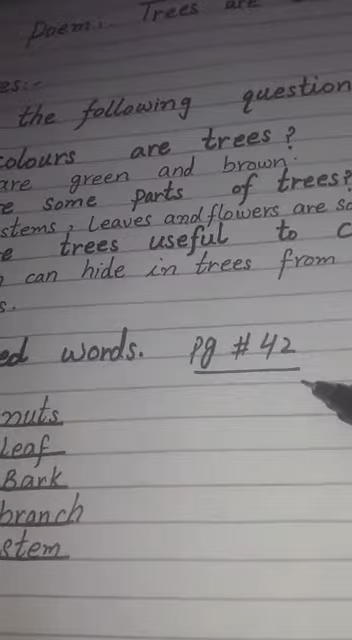 Poem: Trees are
es:-
the following question
colours are trees?
are green and brown.
e some parts of trees?
stems, Leaves and flowers are so
e trees useful to c
can hide in trees from
s.
ed words. Pg # 42
nuts
Leaf
Bark
branch
stem